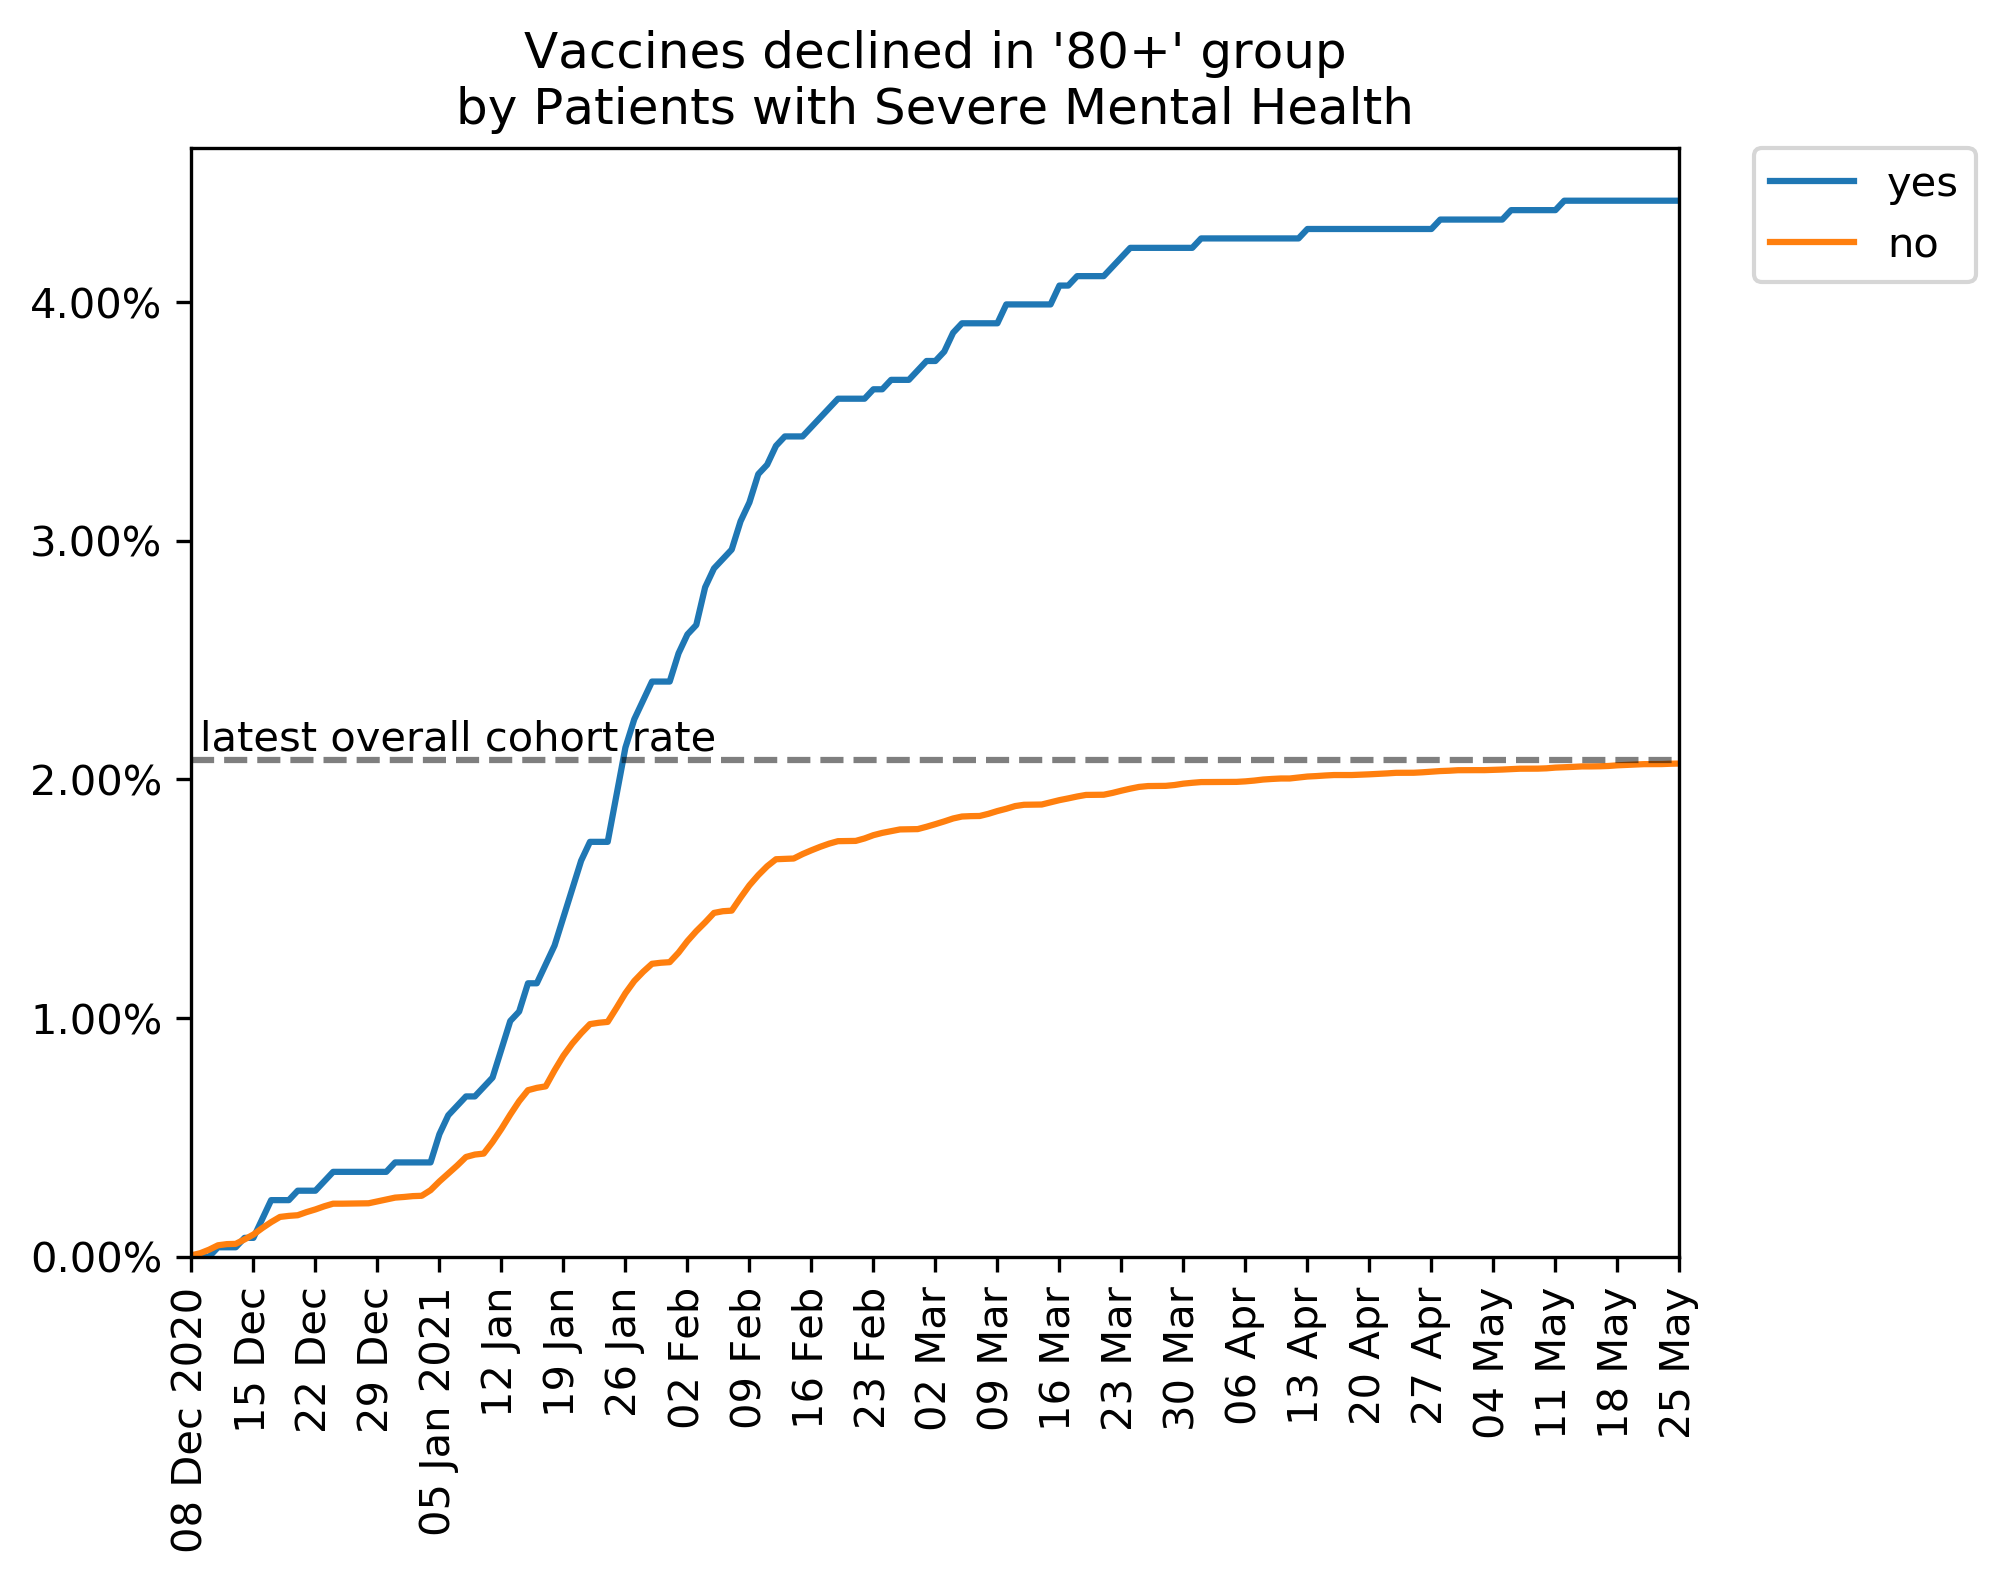 Vaccines declined in '80+' group
by Patients with Severe Mental Health
yes
no
4.00%
3.00%
latest overall cohort rate
2.00%
1.00%
0.00%
08 Dec 2020
15 Dec
22 Dec
29 Dec
05 Jan 2021
12 Jan
19 Jan
26 Jan
02 Feb
09 Feb
16 Feb
23 Feb
02 Mar
09 Mar
16 Mar
23 Mar
30 Mar
06 Apr
13 Apr
20 Apr
27 Apr
04 May
11 May
18 May
25 May